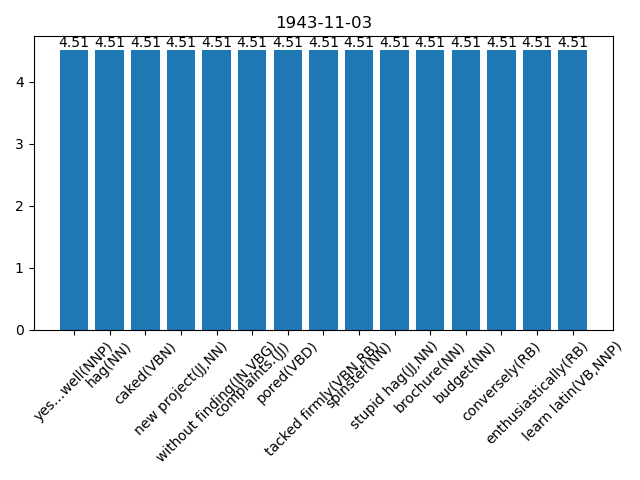 1943-11-03
4.51 4.51 4.51 4.51 4.51 4.51 4.51 4.51 4.51 4.51 4.51 4.51 4.51 4.51 4.51
4
3
2
1
0
yes...well(NNP)
hag(NN)
caked(VBN)
new project(JJ,NN)
without finding(IN,VBG)
complaints.(JJ)
pored(VBD)
tacked firmly(VBN,RB)
spinster(NN)
stupid hag(JJ,NN)
brochure(NN)
budget(NN)
conversely(RB)
enthusiastically(RB)
learn latin(VB,NNP)